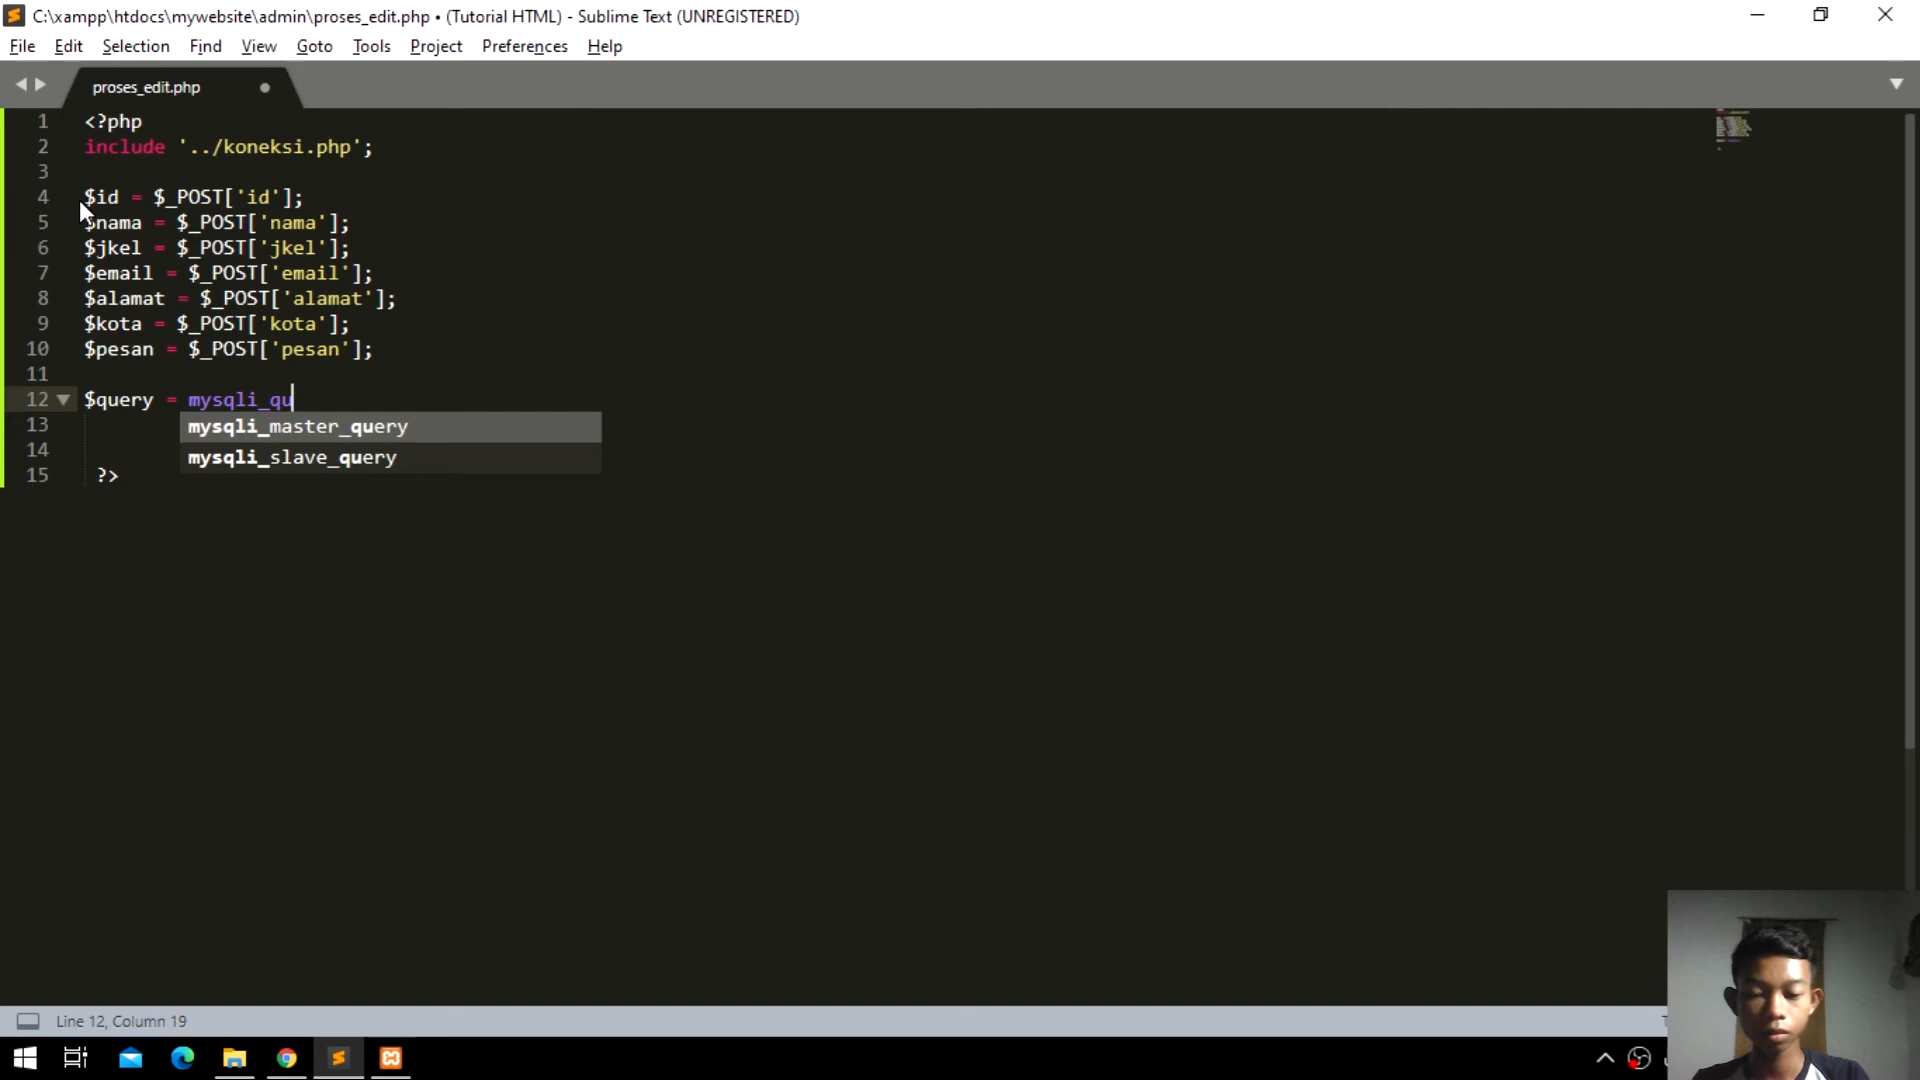 C:\xampp\htdocs\mywebsite\admin\proses_edit.php • (Tutorial HTML) - Sublime Text (UNREGISTERED)
File Edit Selection Find View Goto Tools Project Preferences Help
proses_edit.php
1 <?php
2 include '../koneksi.php';
3
4 $id = $_POST['id'];
5 $nama = $_POST['nama'];
6 $jkel = $_POST['jkel'];
7 $email = $_POST['email'];
8 $alamat = $_POST['alamat'];
9 $kota = $_POST['kota'];
10 $pesan = $_POST['pesan'];
11
12 $query = mysqli_qu
mysqli_master_query
13
14
mysqli_slave_query
15 ?>
Line 12, Column 19